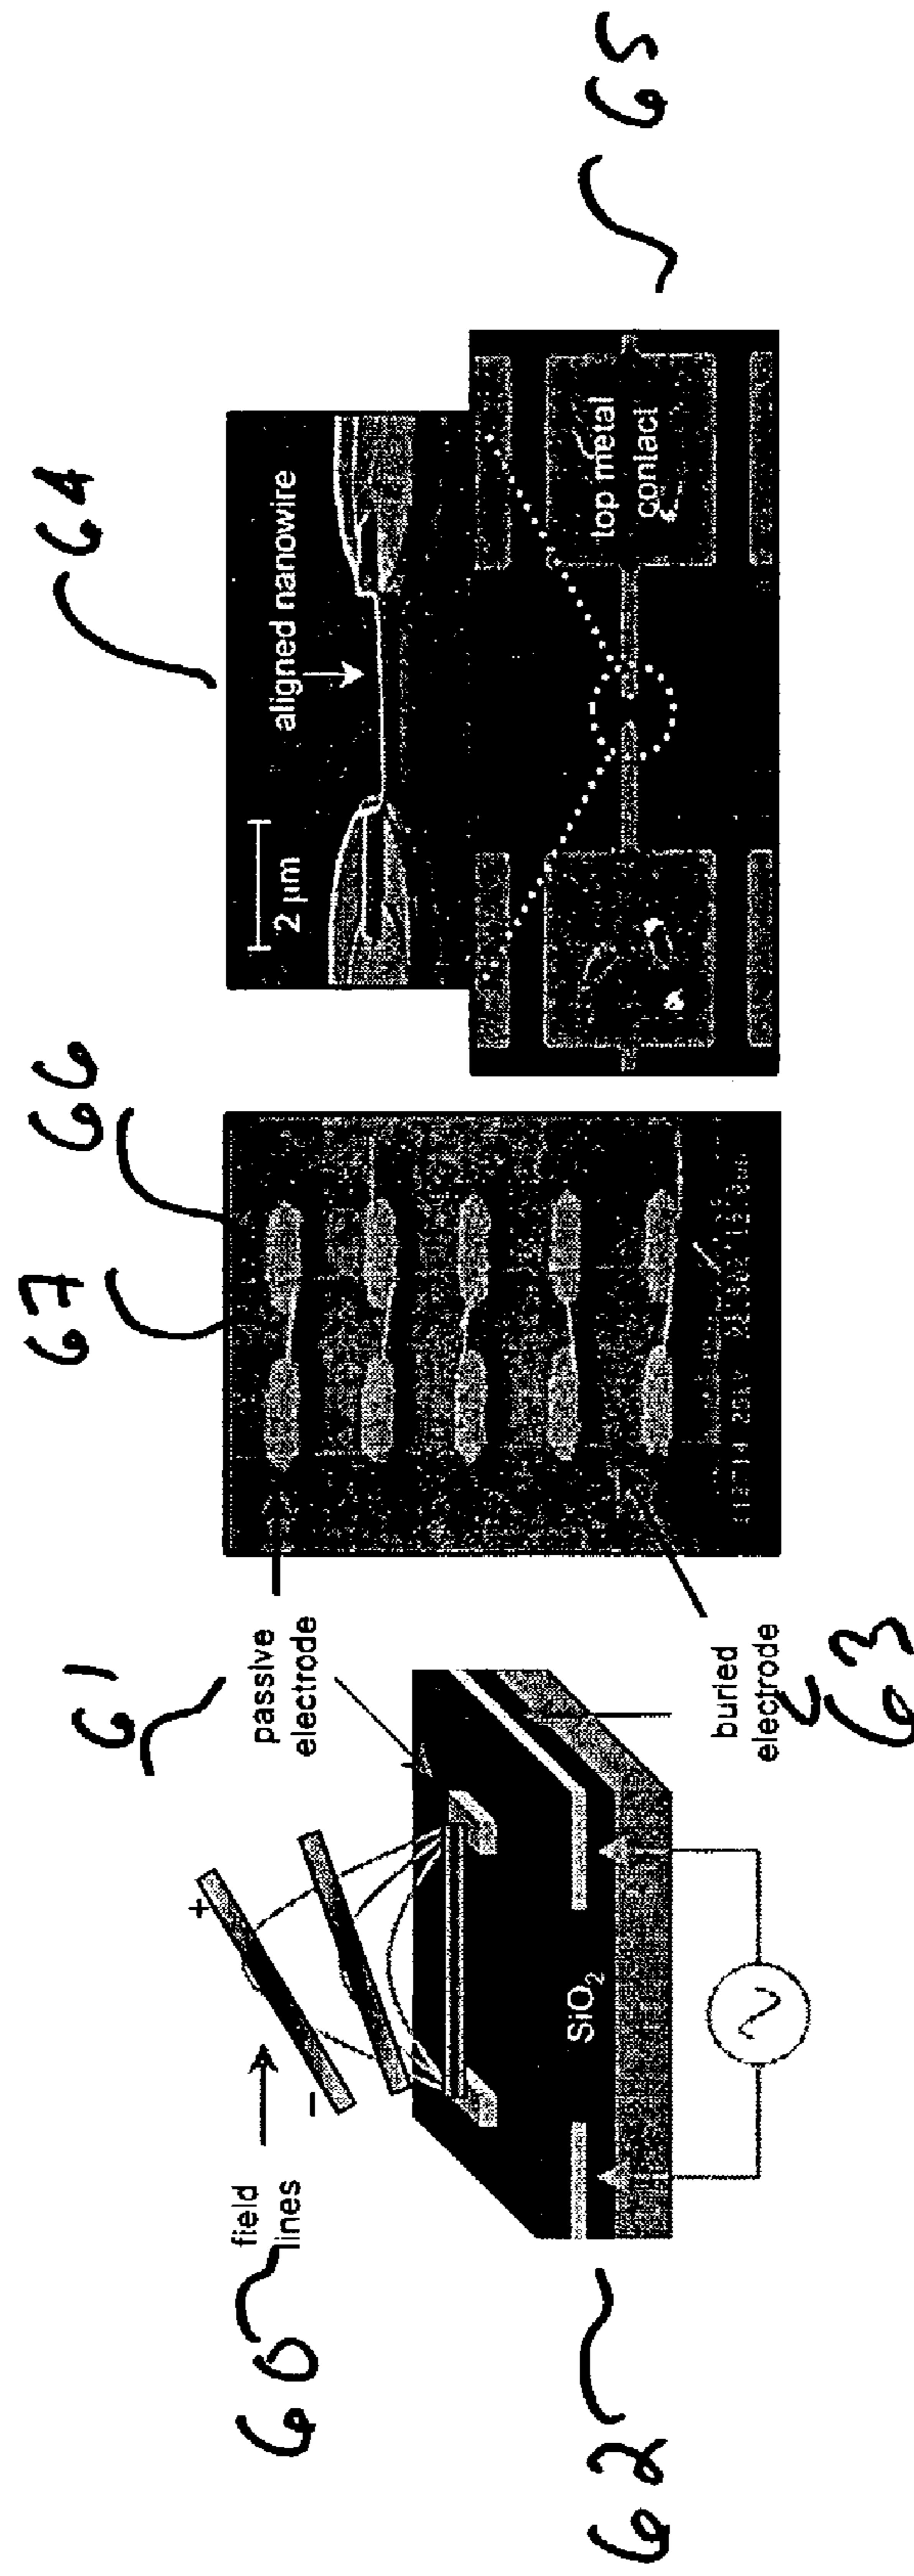 60
field
lines
61
passive
electrode
62
SiO2
buried
electrode
63
67
66
64
2 μm
aligned nanowire
top metal
contact
65
+
−